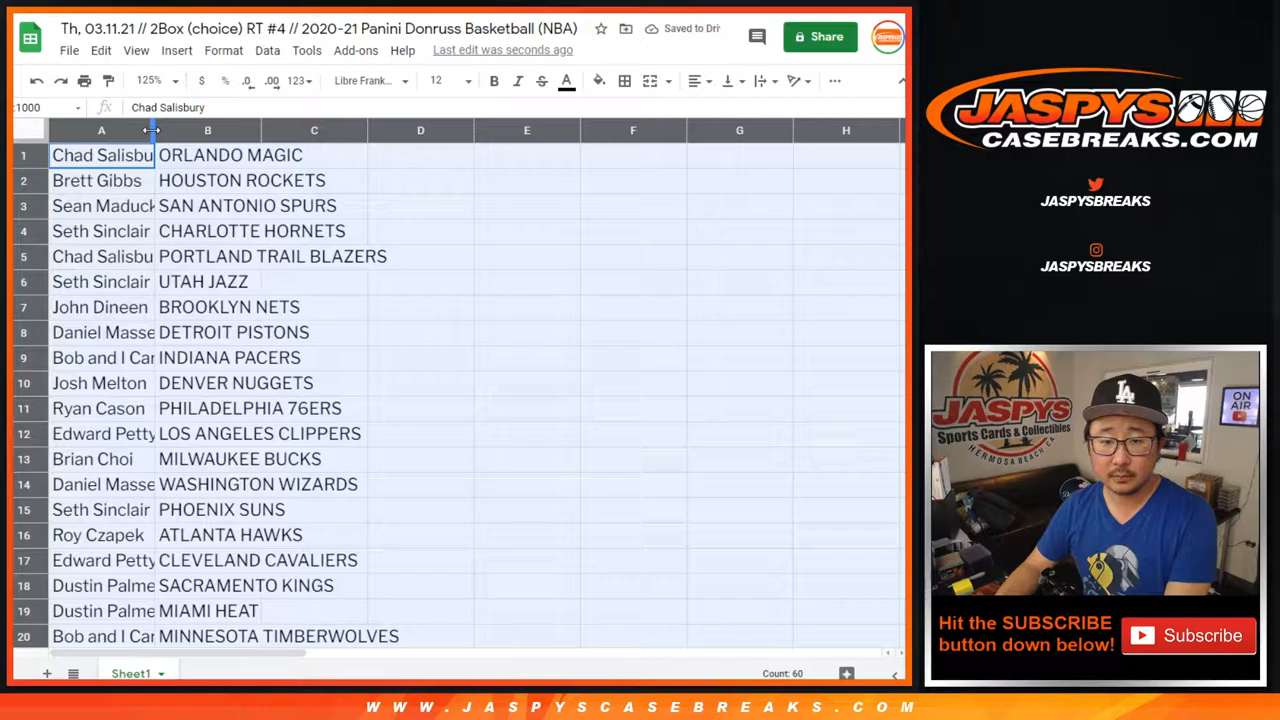 Th, 03.11.21 // 2Box (choice) RT #4 // 2020-21 Panini Donruss Basketball (NBA)
Saved to Dri
Share
File Edit View Insert Format Data Tools Add-ons Help Last edit was seconds ago
125% $ % .0 .00 123 Libre Frank... 12 B I S A
:1000 fx Chad Salisbury
A B C D E F G H
1 Chad Salisbu ORLANDO MAGIC
2 Brett Gibbs HOUSTON ROCKETS
3 Sean Maduck SAN ANTONIO SPURS
4 Seth Sinclair CHARLOTTE HORNETS
5 Chad Salisbu PORTLAND TRAIL BLAZERS
6 Seth Sinclair UTAH JAZZ
7 John Dineen BROOKLYN NETS
8 Daniel Masse DETROIT PISTONS
9 Bob and I Car INDIANA PACERS
10 Josh Melton DENVER NUGGETS
11 Ryan Cason PHILADELPHIA 76ERS
12 Edward Petty LOS ANGELES CLIPPERS
13 Brian Choi MILWAUKEE BUCKS
14 Daniel Masse WASHINGTON WIZARDS
15 Seth Sinclair PHOENIX SUNS
16 Roy Czapek ATLANTA HAWKS
17 Edward Petty CLEVELAND CAVALIERS
18 Dustin Palme SACRAMENTO KINGS
19 Dustin Palme MIAMI HEAT
20 Bob and I Car MINNESOTA TIMBERWOLVES
Sheet1
Count: 60
JASPYS
CASEBREAKS.COM
JASPYSBREAKS
JASPYSBREAKS
JASPYS
Sports Cards & Collectibles
HERMOSA BEACH CA
LA
ON
AIR
Hit the SUBSCRIBE
button down below!
Subscribe
WWW.JASPYSCASEBREAKS.COM